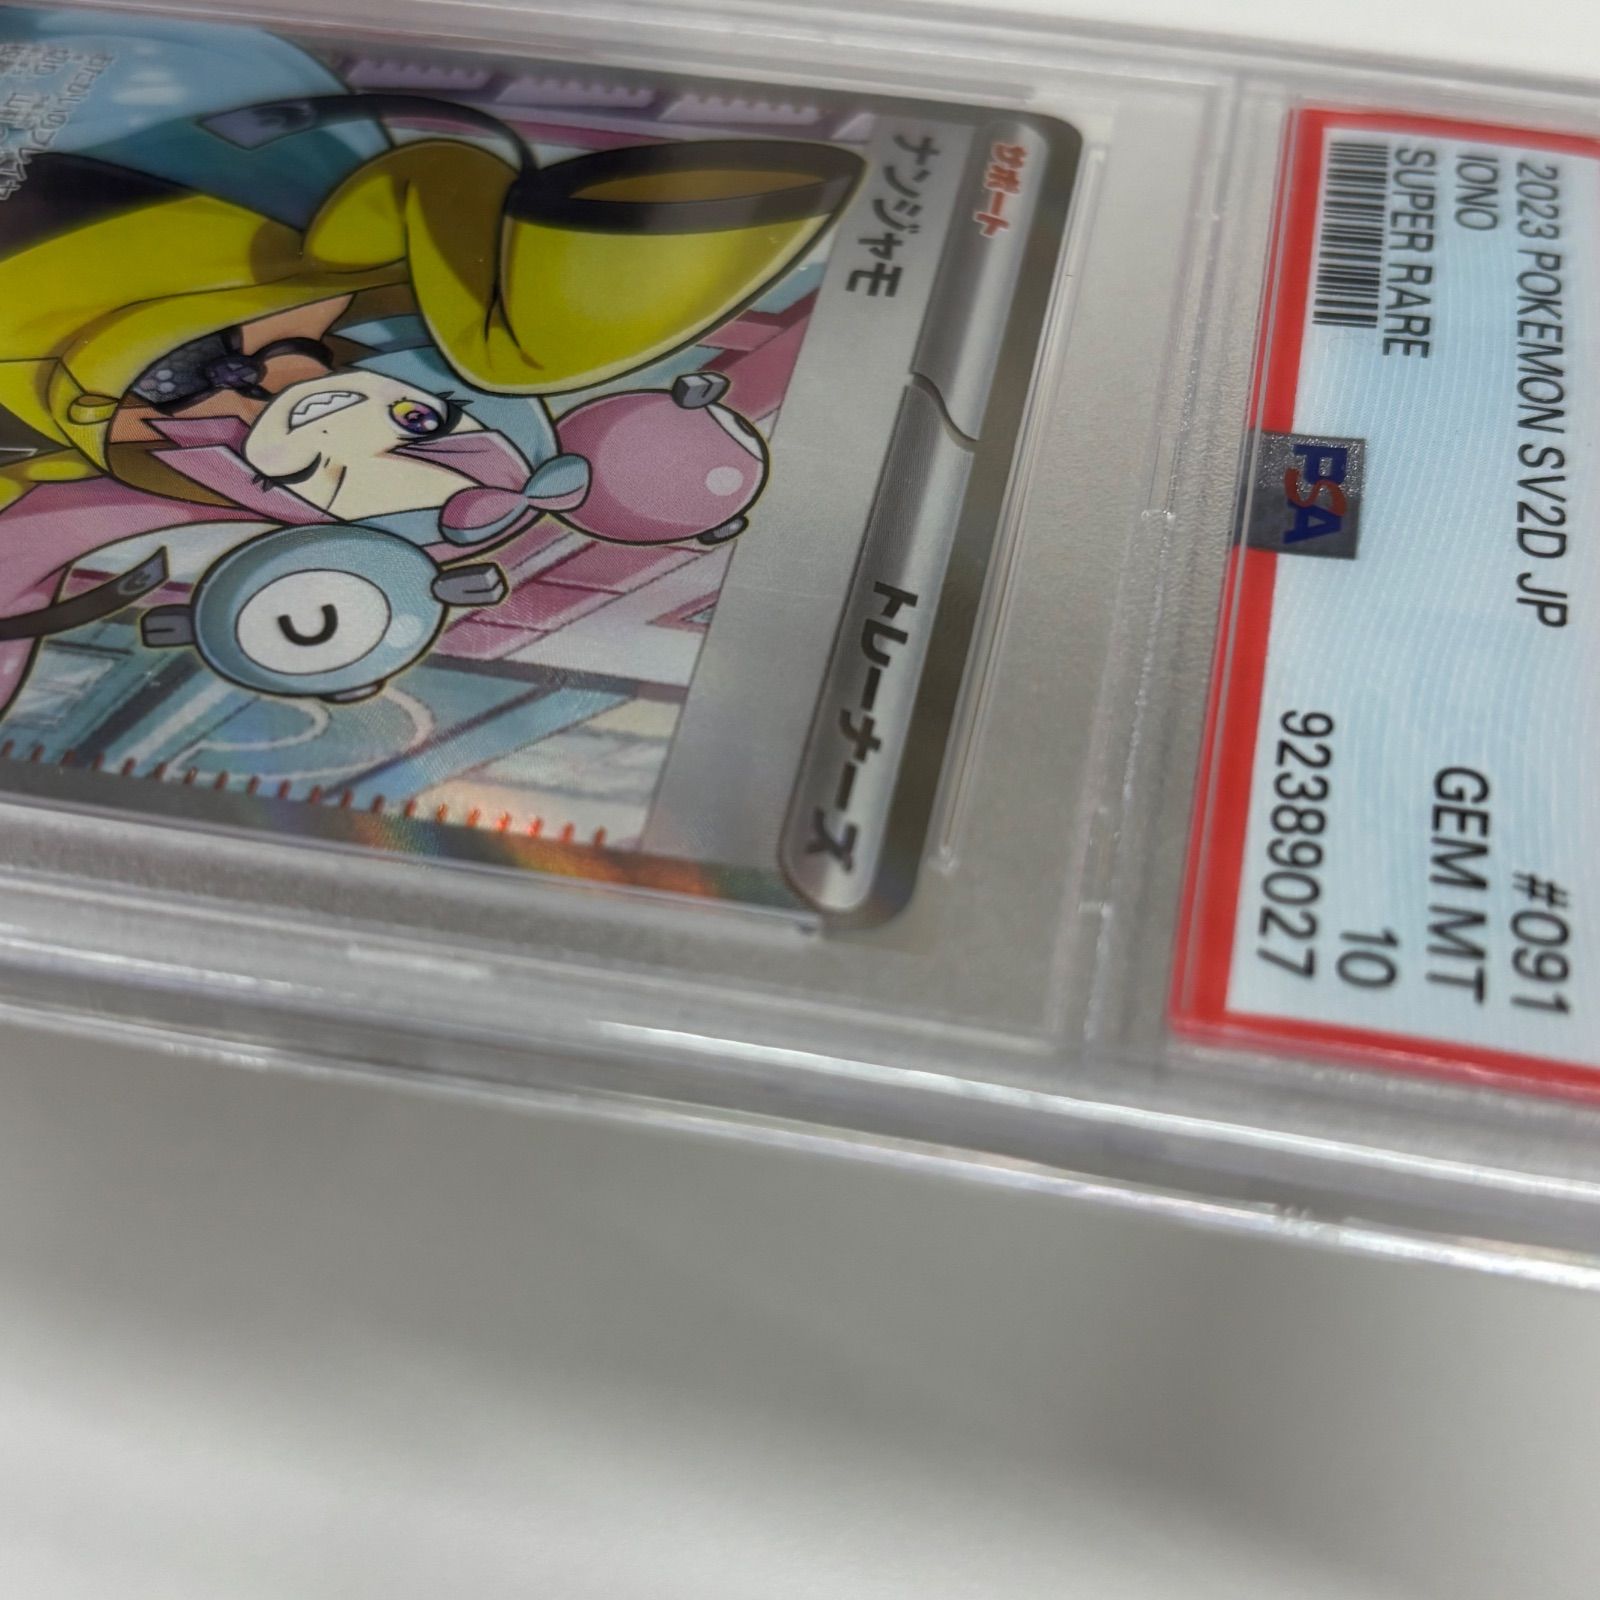 2023 POKEMON SV2D JP #091
IONO GEM MT
SUPER RARE 10
92389027
PSA
サポート
トレーナーズ
ナンジャモ